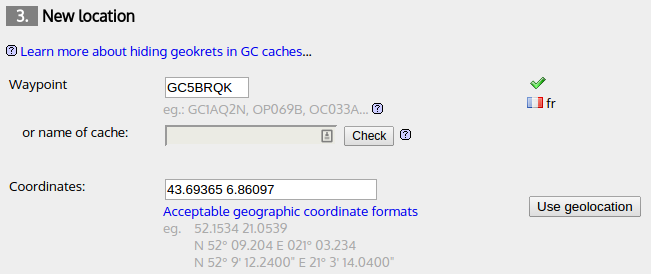 3. New location
Learn more about hiding geokrets in GC caches...
Waypoint GC5BRQK
eg.: GC1AQ2N, OP069B, OC033A... fr
or name of cache: Check
Coordinates: 43.69365 6.86097
Acceptable geographic coordinate formats Use geolocation
eg. 52.1534 21.0539
N 52° 09.204 E 021° 03.234
N 52° 9' 12.2400" E 21° 3' 14.0400"